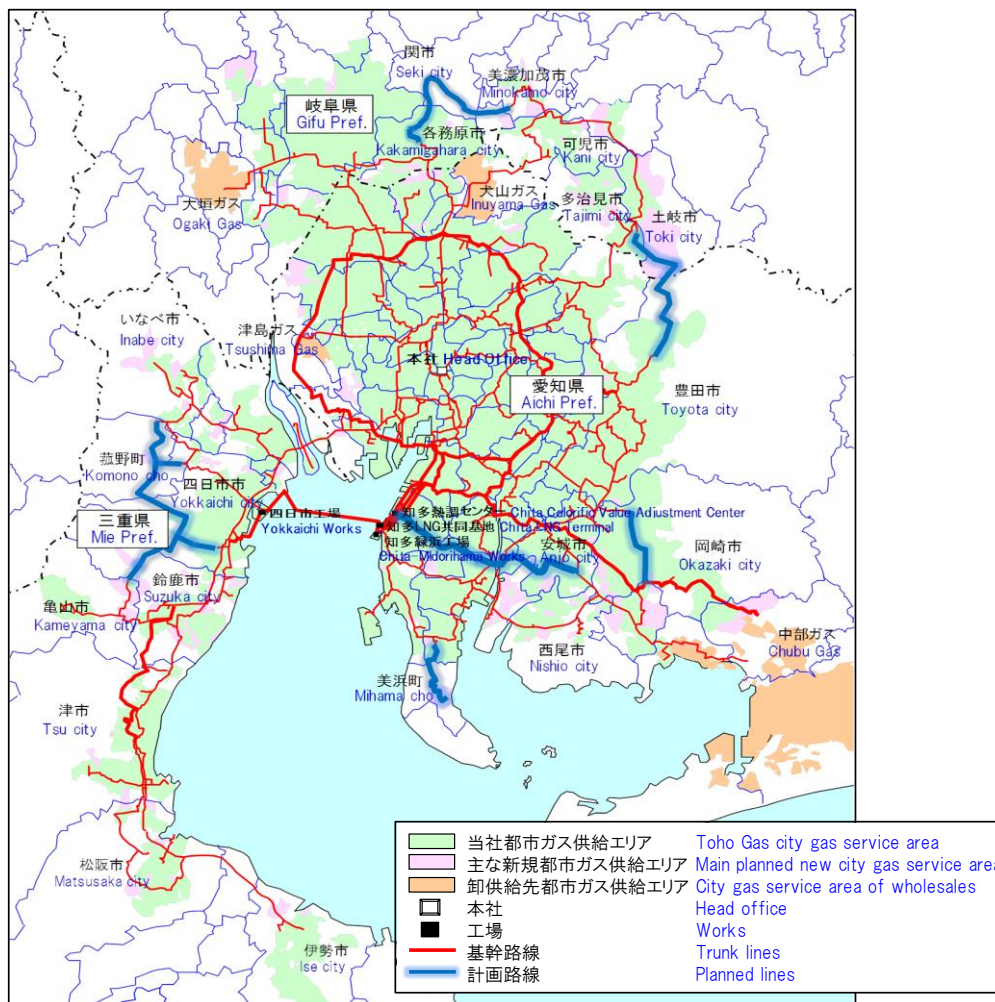 関市
Seki city
美濃加茂市
Minokamo city
岐阜県
Gifu Pref.
各務原市
Kakamigahara city
可児市
Kani city
大垣ガス
Ogaki Gas
犬山ガス
Inuyama Gas
多治見市
Tajimi city
土岐市
Toki city
いなべ市
Inabe city
津島ガス
Tsushima Gas
本社 Head Office
愛知県
Aichi Pref.
豊田市
Toyota city
菰野町
Komono cho
四日市市
Yokkaichi city
四日市工場
Yokkaichi Works
知多熱調センター Chita Calorific Value Adjustment Center
知多LNG共同基地 Chita LNG Terminal
知多緑浜工場
Chita Midorihama Works
安城市
Anjo city
岡崎市
Okazaki city
三重県
Mie Pref.
鈴鹿市
Suzuka city
亀山市
Kameyama city
中部ガス
Chubu Gas
西尾市
Nishio city
美浜町
Mihama cho
津市
Tsu city
松阪市
Matsusaka city
伊勢市
Ise city
当社都市ガス供給エリア Toho Gas city gas service area
主な新規都市ガス供給エリア Main planned new city gas service area
卸供給先都市ガス供給エリア City gas service area of wholesales
本社 Head office
工場 Works
基幹路線 Trunk lines
計画路線 Planned lines